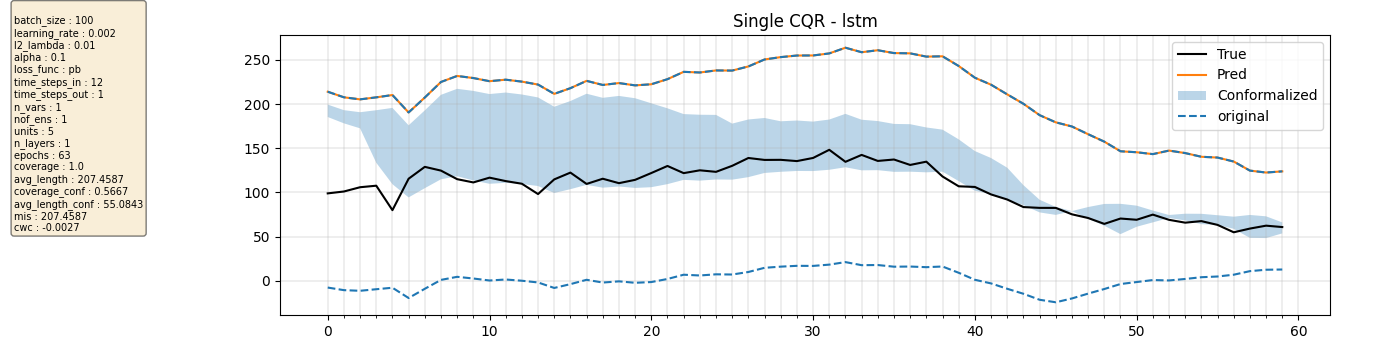 batch_size : 100
learning_rate : 0.002
l2_lambda : 0.01
alpha : 0.1
loss_func : pb
time_steps_in : 12
time_steps_out : 1
n_vars : 1
nof_ens : 1
units : 5
n_layers : 1
epochs : 63
coverage : 1.0
avg_length : 207.4587
coverage_conf : 0.5667
avg_length_conf : 55.0843
mis : 207.4587
cwc : -0.0027
Single CQR - lstm
250
200
150
100
50
0
True
Pred
Conformalized
original
0 10 20 30 40 50 60